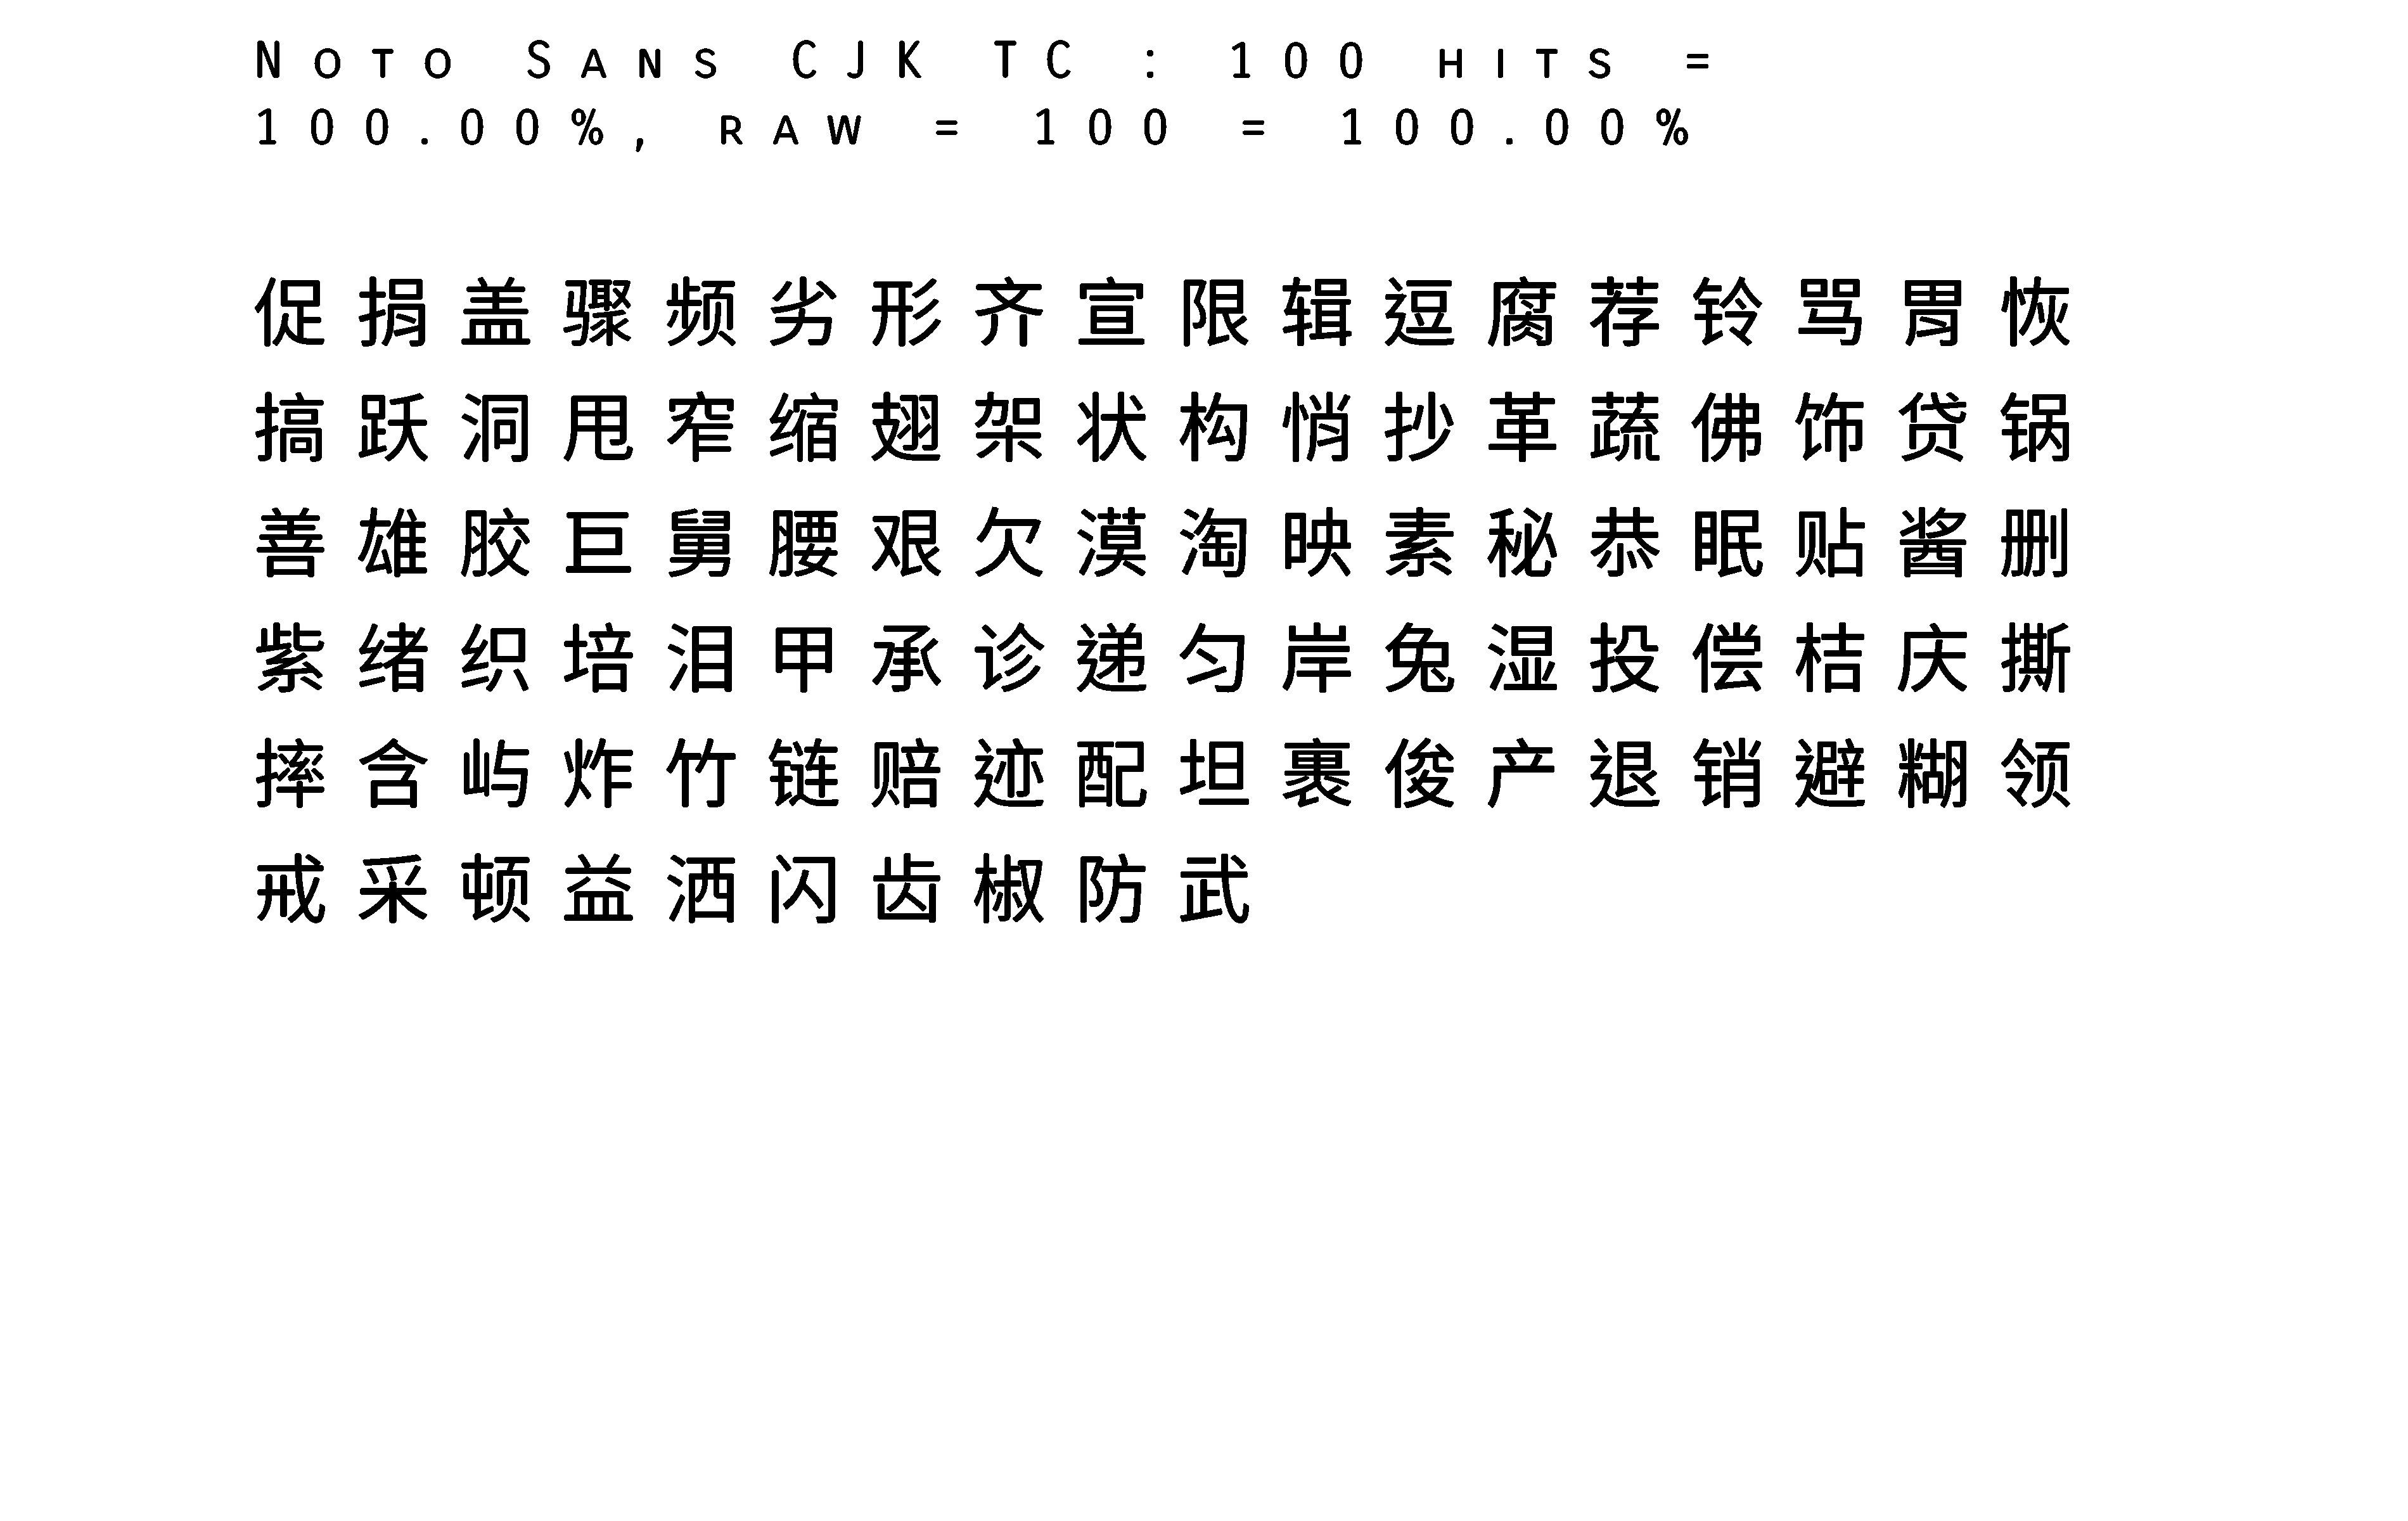 Noto Sans CJK TC : 100 hits =
100.00%, raw = 100 = 100.00%
促捐盖骤频劣形齐宣限辑逗腐荐铃骂胃恢
搞跃洞甩窄缩翅架状构悄抄革蔬佛饰贷锅
善雄胶巨舅腰艰欠漠淘映素秘恭眠贴酱删
紫绪织培泪甲承诊递匀岸兔湿投偿桔庆撕
摔含屿炸竹链赔迹配坦裹俊产退销避糊领
戒采顿益洒闪齿椒防武